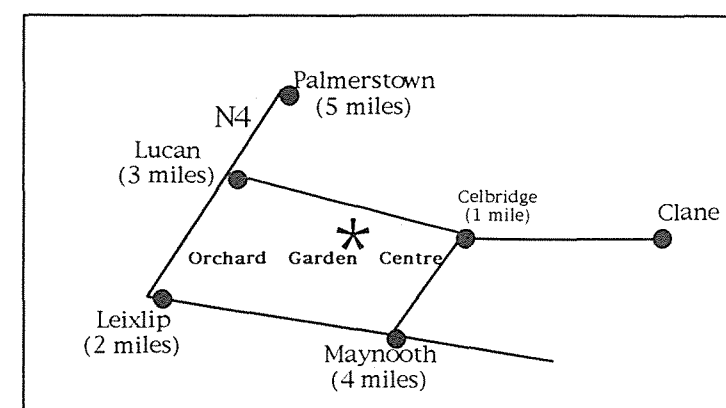 Palmerstown
(5 miles)
N4
Lucan
(3 miles)
Celbridge
(1 mile)
Clane
Orchard Garden Centre
Leixlip
(2 miles)
Maynooth
(4 miles)